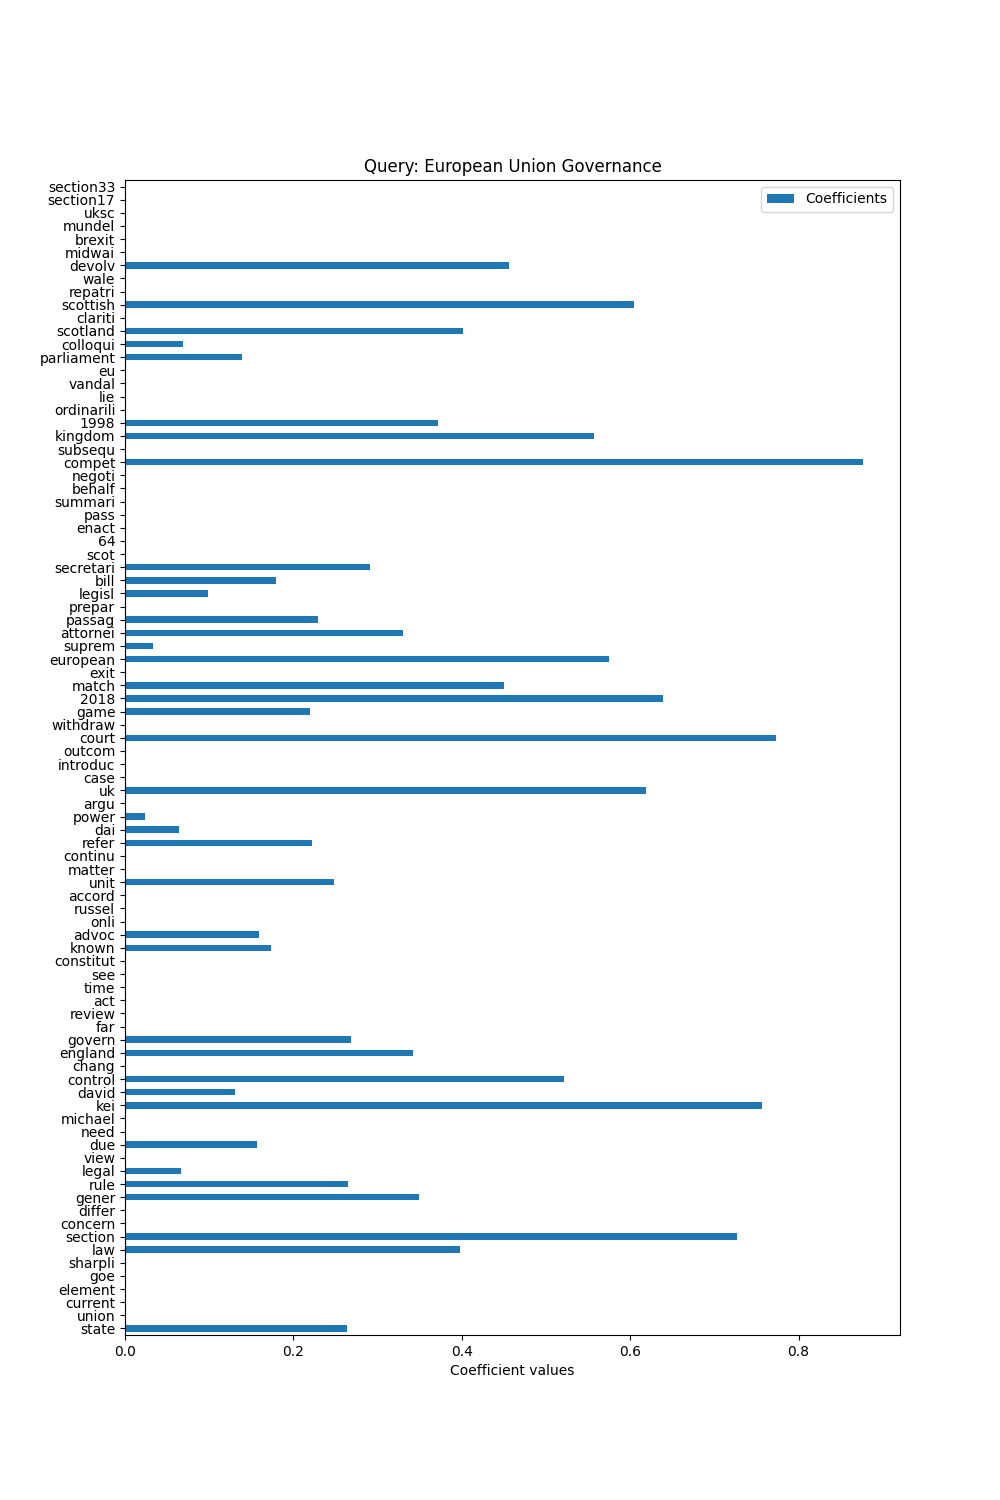 Query: European Union Governance
Coefficients
section33
section17
uksc
mundel
brexit
midwai
devolv
wale
repatri
scottish
clariti
scotland
colloqui
parliament
eu
vandal
lie
ordinarili
1998
kingdom
subsequ
compet
negoti
behalf
summari
pass
enact
64
scot
secretari
bill
legisl
prepar
passag
attornei
suprem
european
exit
match
2018
game
withdraw
court
outcom
introduc
case
uk
argu
power
dai
refer
continu
matter
unit
accord
russel
onli
advoc
known
constitut
see
time
act
review
far
govern
england
chang
control
david
kei
michael
need
due
view
legal
rule
gener
differ
concern
section
law
sharpli
goe
element
current
union
state
0.0 0.2 0.4 0.6 0.8
Coefficient values